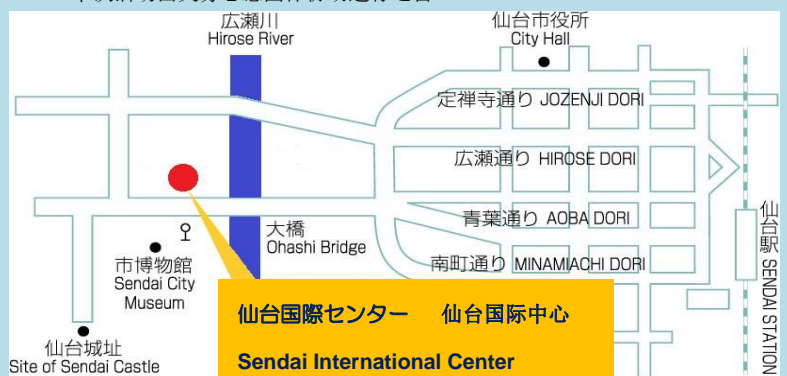 広瀬川
Hirose River
仙台市役所
City Hall
定禅寺通り JOZENJI DORI
広瀬通り HIROSE DORI
青葉通り AOBA DORI
大橋
Ohashi Bridge
南町通り MINAMIACHI DORI
市博物館
Sendai City
Museum
仙台駅 SENDAI STATION
仙台国際センター 仙台国际中心
Sendai International Center
仙台城址
Site of Sendai Castle